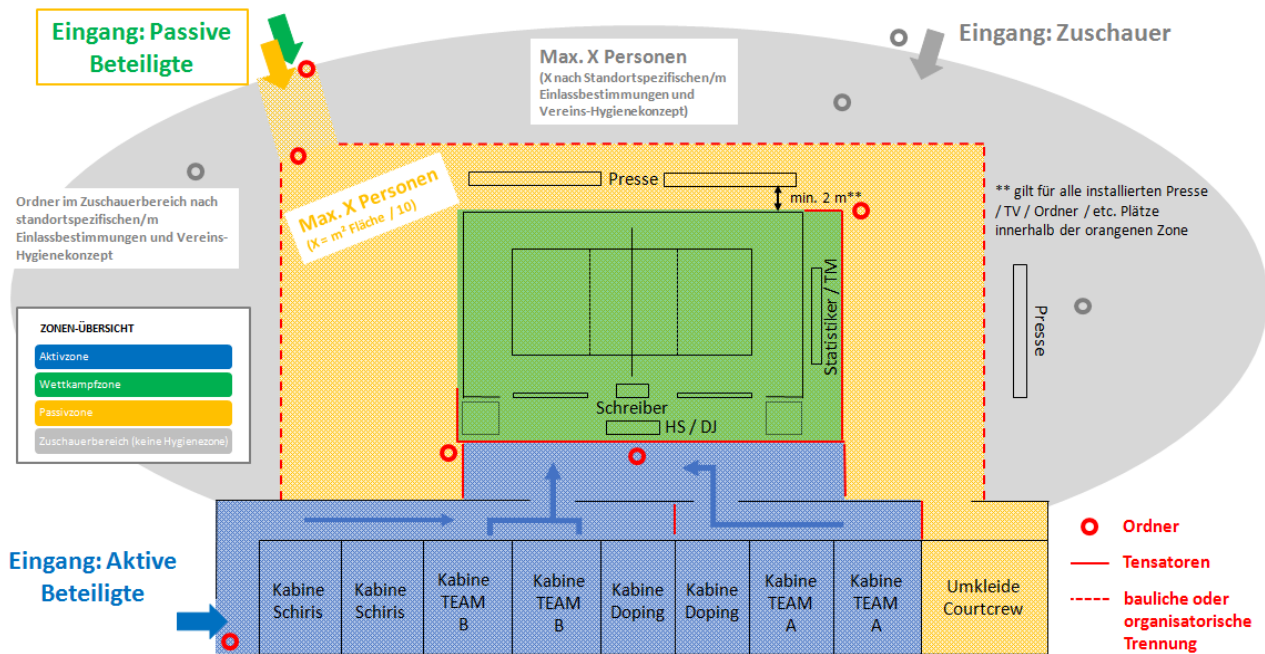 Eingang: Passive
Beteiligte
Eingang: Zuschauer
Max. X Personen
(X nach Standortspezifischen/m
Einlassbestimmungen und
Vereins-Hygienekonzept)
Ordner im Zuschauerbereich nach
standortspezifischen/m
Einlassbestimmungen und Vereins-
Hygienekonzept
Max. X Personen
(X = m² Fläche / 10)
Presse
min. 2 m**
** gilt für alle installierten Presse
/ TV / Ordner / etc. Plätze
innerhalb der orangenen Zone
Statistiker / TM
Presse
Schreiber
HS / DJ
ZONEN-ÜBERSICHT
Aktivzone
Wettkampfzone
Passivzone
Zuschauerbereich (keine Hygienezone)
Eingang: Aktive
Beteiligte
Kabine
Schiris
Kabine
Schiris
Kabine
TEAM
B
Kabine
TEAM
B
Kabine
Doping
Kabine
Doping
Kabine
TEAM
A
Kabine
TEAM
A
Umkleide
Courtcrew
Ordner
Tensatoren
bauliche oder
organisatorische
Trennung